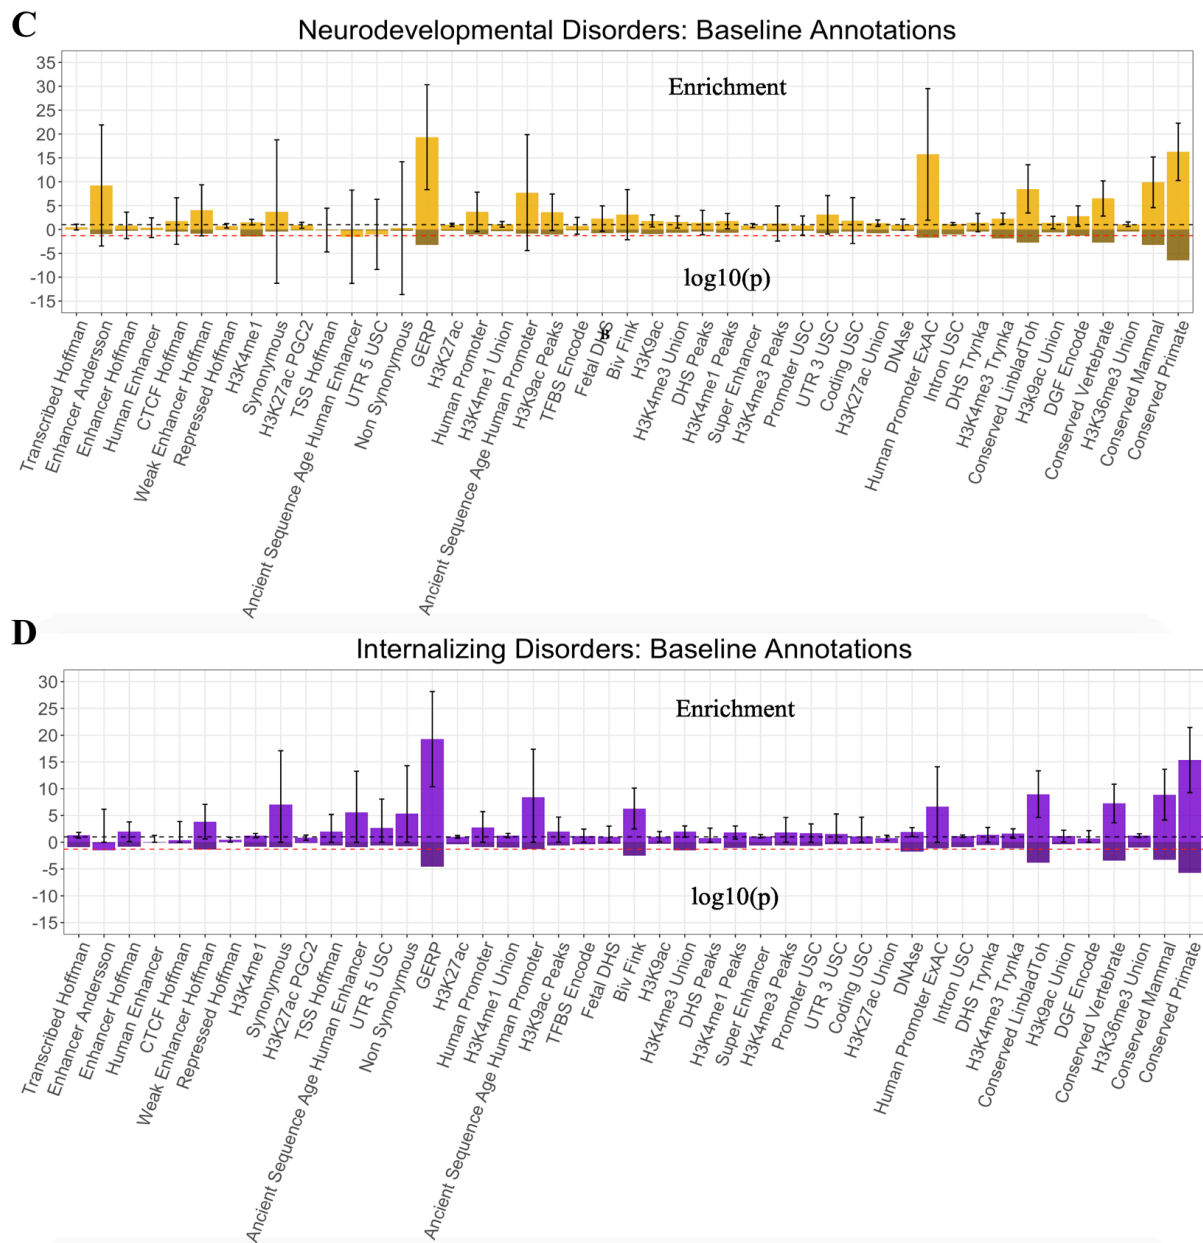 C
Neurodevelopmental Disorders: Baseline Annotations
35
30
25
20
15
10
5
0
-5
-10
-15
Enrichment
log10(p)
B
Transcribed Hoffman
Enhancer Andersson
Enhancer Hoffman
Human Enhancer
CTCF Hoffman
Weak Enhancer Hoffman
Repressed Hoffman
H3K4me1
Synonymous
H3K27ac PGC2
TSS Hoffman
Ancient Sequence Age Human Enhancer
UTR 5 USC
Non Synonymous
GERP
H3K27ac
Human Promoter
H3K4me1 Union
Ancient Sequence Age Human Promoter
H3K9ac Peaks
TFBS Encode
Fetal DHS
Biv Fink
H3K9ac
H3K4me3 Union
DHS Peaks
H3K4me1 Peaks
Super Enhancer
H3K4me3 Peaks
Promoter USC
UTR 3 USC
Coding USC
H3K27ac Union
DNAse
Human Promoter ExAC
Intron USC
DHS Trynka
H3K4me3 Trynka
Conserved LinbladToh
H3k9ac Union
DGF Encode
Conserved Vertebrate
H3K36me3 Union
Conserved Mammal
Conserved Primate
D
Internalizing Disorders: Baseline Annotations
30
25
20
15
10
5
0
-5
-10
-15
Enrichment
log10(p)
Transcribed Hoffman
Enhancer Andersson
Enhancer Hoffman
Human Enhancer
CTCF Hoffman
Weak Enhancer Hoffman
Repressed Hoffman
H3K4me1
Synonymous
H3K27ac PGC2
TSS Hoffman
Ancient Sequence Age Human Enhancer
UTR 5 USC
Non Synonymous
GERP
H3K27ac
Human Promoter
H3K4me1 Union
Ancient Sequence Age Human Promoter
H3K9ac Peaks
TFBS Encode
Fetal DHS
Biv Fink
H3K9ac
H3K4me3 Union
DHS Peaks
H3K4me1 Peaks
Super Enhancer
H3K4me3 Peaks
Promoter USC
UTR 3 USC
Coding USC
H3K27ac Union
DNAse
Human Promoter ExAC
Intron USC
DHS Trynka
H3K4me3 Trynka
Conserved LinbladToh
H3k9ac Union
DGF Encode
Conserved Vertebrate
H3K36me3 Union
Conserved Mammal
Conserved Primate